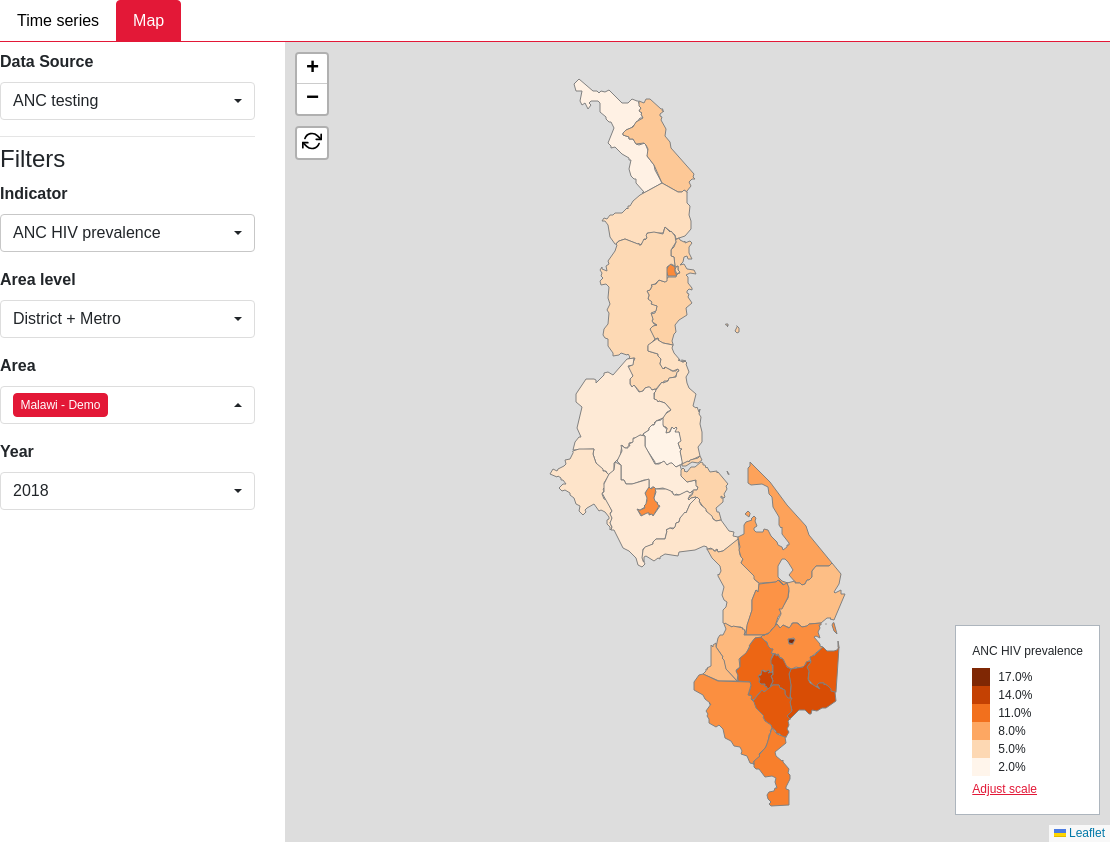 Time series
Map
Data Source
ANC testing
Filters
Indicator
ANC HIV prevalence
Area level
District + Metro
Area
Malawi - Demo
Year
2018
+
−
ANC HIV prevalence
17.0%
14.0%
11.0%
8.0%
5.0%
2.0%
Adjust scale
Leaflet